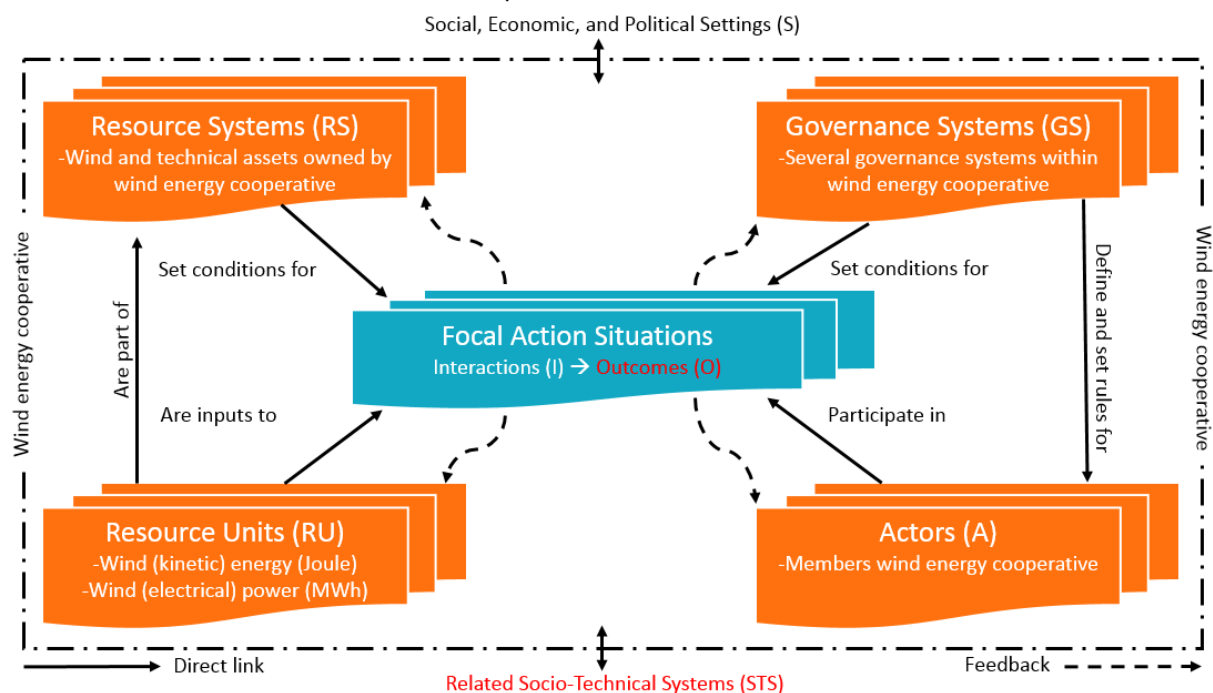 Social, Economic, and Political Settings (S)
Resource Systems (RS)
-Wind and technical assets owned by
wind energy cooperative
Governance Systems (GS)
-Several governance systems within
wind energy cooperative
Wind energy cooperative
Wind energy cooperative
Set conditions for
Set conditions for
Are part of
Define and set rules for
Focal Action Situations
Interactions (I) → Outcomes (O)
Are inputs to
Participate in
Resource Units (RU)
-Wind (kinetic) energy (Joule)
-Wind (electrical) power (MWh)
Actors (A)
-Members wind energy cooperative
Direct link
Feedback
Related Socio-Technical Systems (STS)